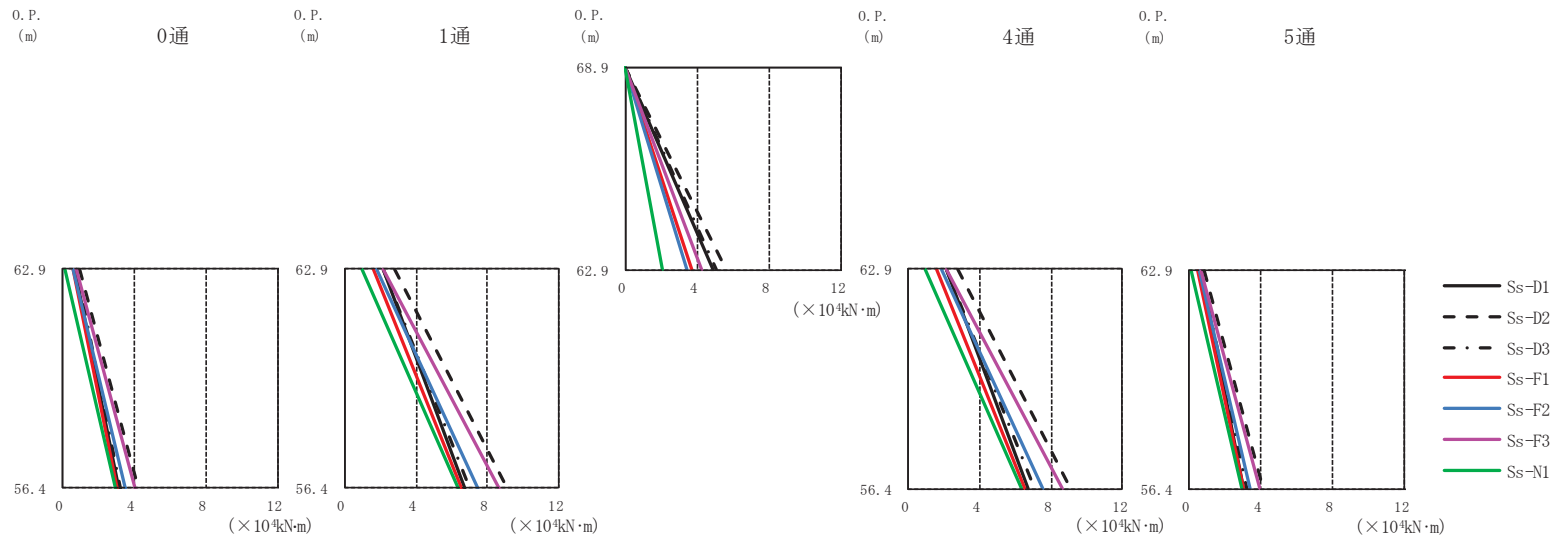 O.P.
(m)
0通
62.9
56.4
0 4 8 12
(×10⁴kN·m)
O.P.
(m)
1通
62.9
56.4
0 4 8 12
(×10⁴kN·m)
O.P.
(m)
68.9
62.9
0 4 8 12
(×10⁴kN·m)
O.P.
(m)
4通
62.9
56.4
0 4 8 12
(×10⁴kN·m)
O.P.
(m)
5通
62.9
56.4
0 4 8 12
(×10⁴kN·m)
Ss-D1
Ss-D2
Ss-D3
Ss-F1
Ss-F2
Ss-F3
Ss-N1